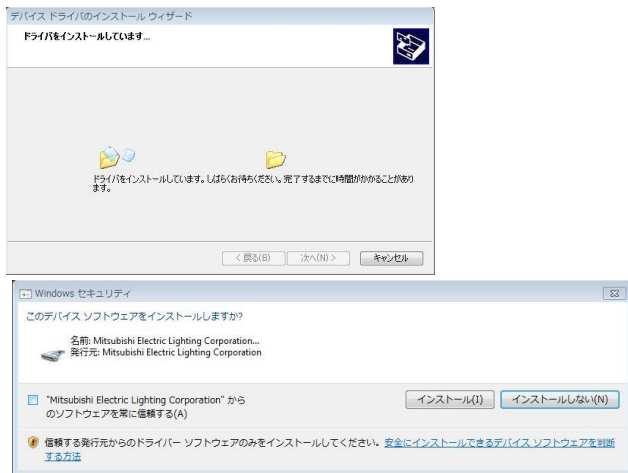 デバイス ドライバのインストール ウィザード
ドライバをインストールしています...
ドライバをインストールしています。しばらくお待ちください。完了するまでに時間がかかることがあり
ます。
< 戻る(B)
次へ(N) >
キャンセル
Windows セキュリティ
このデバイス ソフトウェアをインストールしますか?
名前: Mitsubishi Electric Lighting Corporation...
発行元: Mitsubishi Electric Lighting Corporation
"Mitsubishi Electric Lighting Corporation" から
のソフトウェアを常に信頼する(A)
インストール(I)
インストールしない(N)
信頼する発行元からのドライバー ソフトウェアのみをインストールしてください。安全にインストールできるデバイス ソフトウェアを判断
する方法